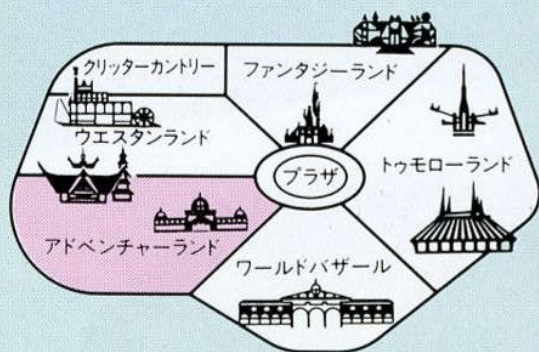 クリッターカントリー
ファンタジーランド
ウエスタンランド
トゥモローランド
プラザ
アドベンチャーランド
ワールドバザール